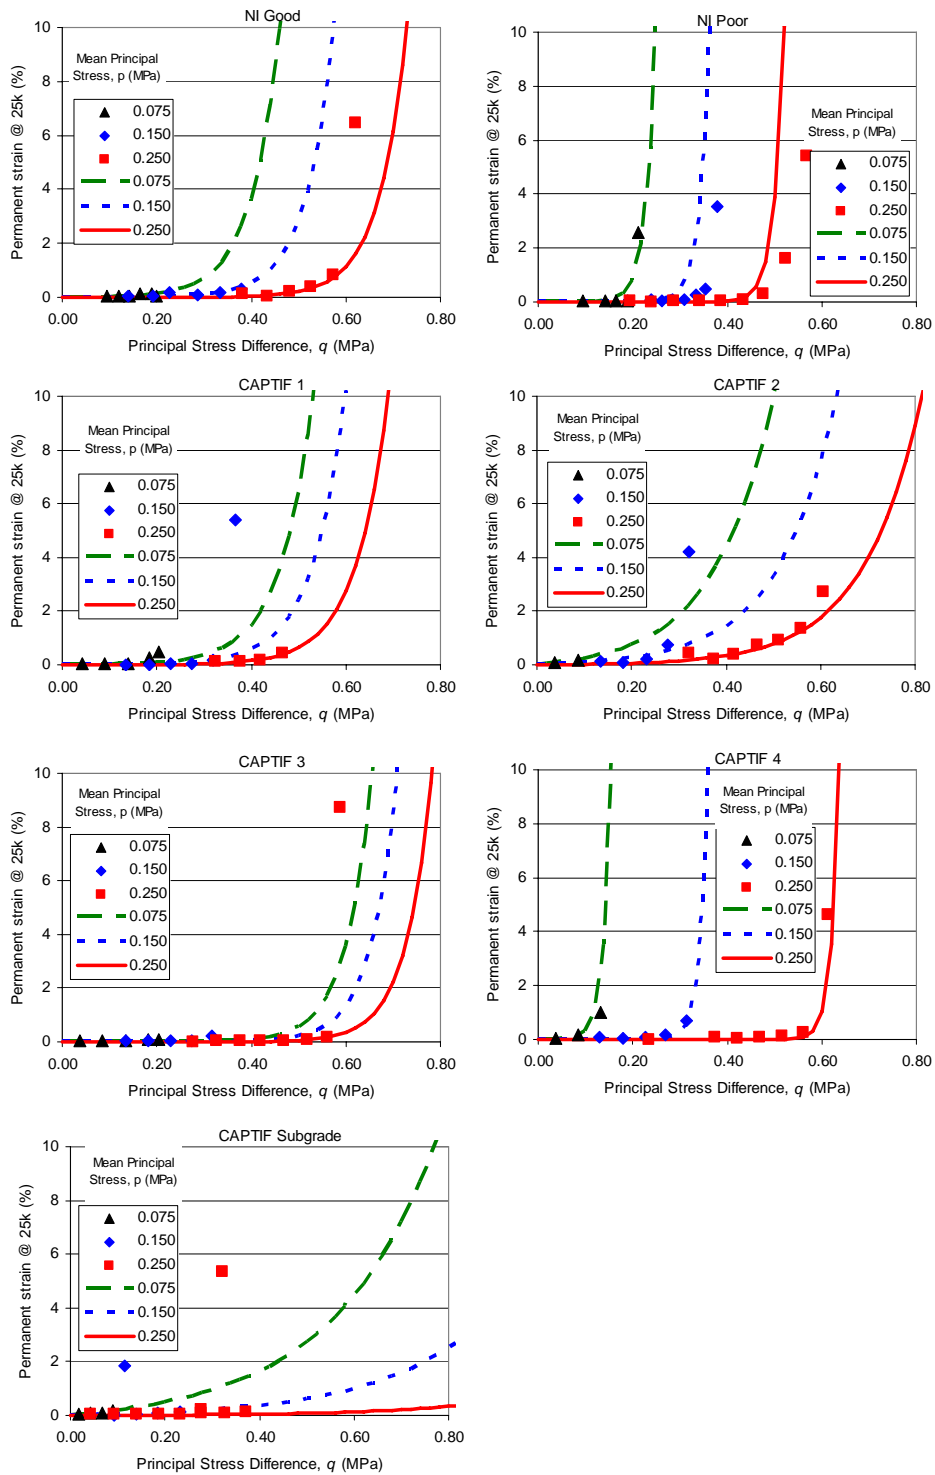 NI Good
Permanent strain @ 25k (%)
10
8
6
4
2
0
Mean Principal
Stress, p (MPa)
0.075
0.150
0.250
0.075
0.150
0.250
0.00 0.20 0.40 0.60 0.80
Principal Stress Difference, q (MPa)
NI Poor
Permanent strain @ 25k (%)
10
8
6
4
2
0
Mean Principal
Stress, p (MPa)
0.075
0.150
0.250
0.075
0.150
0.250
0.00 0.20 0.40 0.60 0.80
Principal Stress Difference, q (MPa)
CAPTIF 1
Permanent strain @ 25k (%)
10
8
6
4
2
0
Mean Principal
Stress, p (MPa)
0.075
0.150
0.250
0.075
0.150
0.250
0.00 0.20 0.40 0.60 0.80
Principal Stress Difference, q (MPa)
CAPTIF 2
Permanent strain @ 25k (%)
10
8
6
4
2
0
Mean Principal
Stress, p (MPa)
0.075
0.150
0.250
0.075
0.150
0.250
0.00 0.20 0.40 0.60 0.80
Principal Stress Difference, q (MPa)
CAPTIF 3
Permanent strain @ 25k (%)
10
8
6
4
2
0
Mean Principal
Stress, p (MPa)
0.075
0.150
0.250
0.075
0.150
0.250
0.00 0.20 0.40 0.60 0.80
Principal Stress Difference, q (MPa)
CAPTIF 4
Permanent strain @ 25k (%)
10
8
6
4
2
0
Mean Principal
Stress, p (MPa)
0.075
0.150
0.250
0.075
0.150
0.250
0.00 0.20 0.40 0.60 0.80
Principal Stress Difference, q (MPa)
CAPTIF Subgrade
Permanent strain @ 25k (%)
10
8
6
4
2
0
Mean Principal
Stress, p (MPa)
0.075
0.150
0.250
0.075
0.150
0.250
0.00 0.20 0.40 0.60 0.80
Principal Stress Difference, q (MPa)